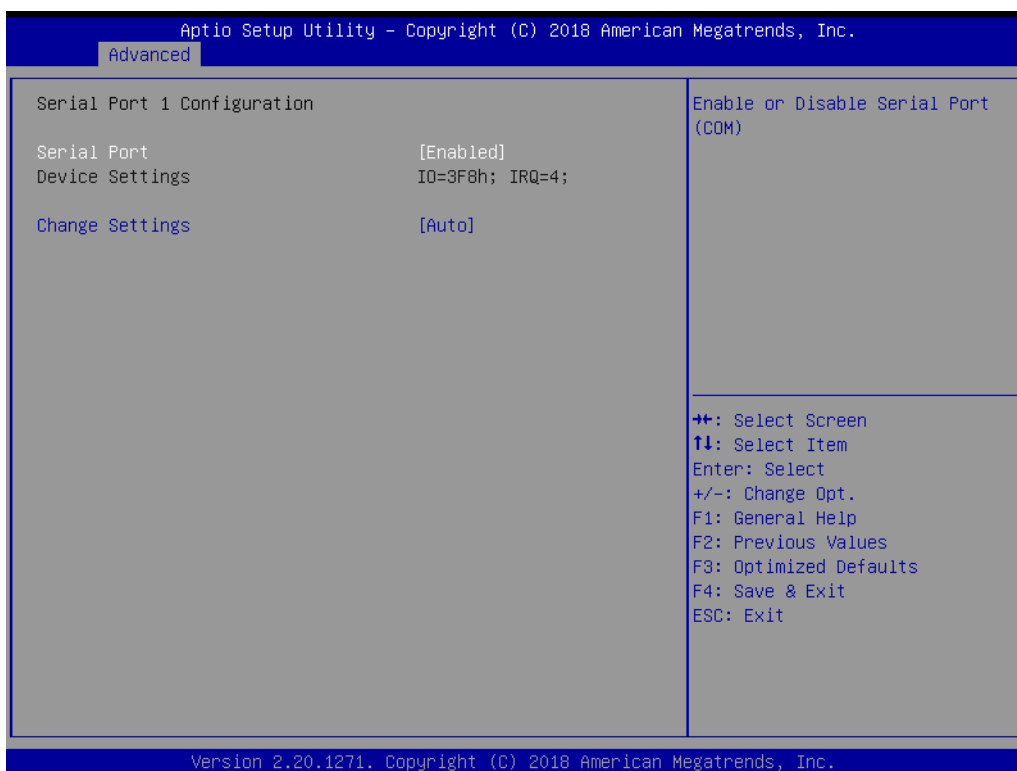 Aptio Setup Utility – Copyright (C) 2018 American Megatrends, Inc.
Advanced
Serial Port 1 Configuration
Serial Port [Enabled]
Device Settings IO=3F8h; IRQ=4;
Change Settings [Auto]
Enable or Disable Serial Port
(COM)
→←: Select Screen
↑↓: Select Item
Enter: Select
+/-: Change Opt.
F1: General Help
F2: Previous Values
F3: Optimized Defaults
F4: Save & Exit
ESC: Exit
Version 2.20.1271. Copyright (C) 2018 American Megatrends, Inc.